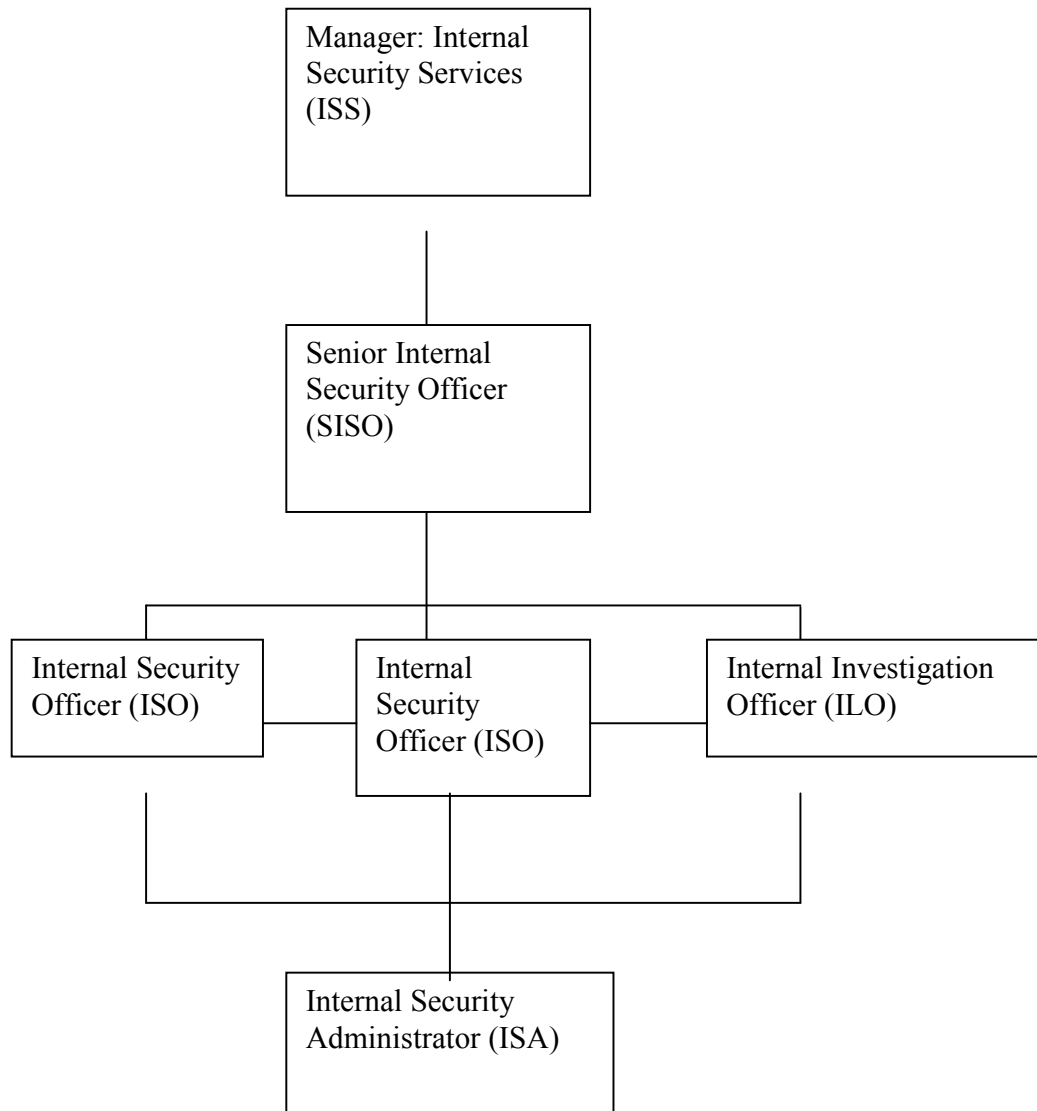 Manager: Internal
Security Services
(ISS)
Senior Internal
Security Officer
(SISO)
Internal Security
Officer (ISO)
Internal
Security
Officer (ISO)
Internal Investigation
Officer (ILO)
Internal Security
Administrator (ISA)